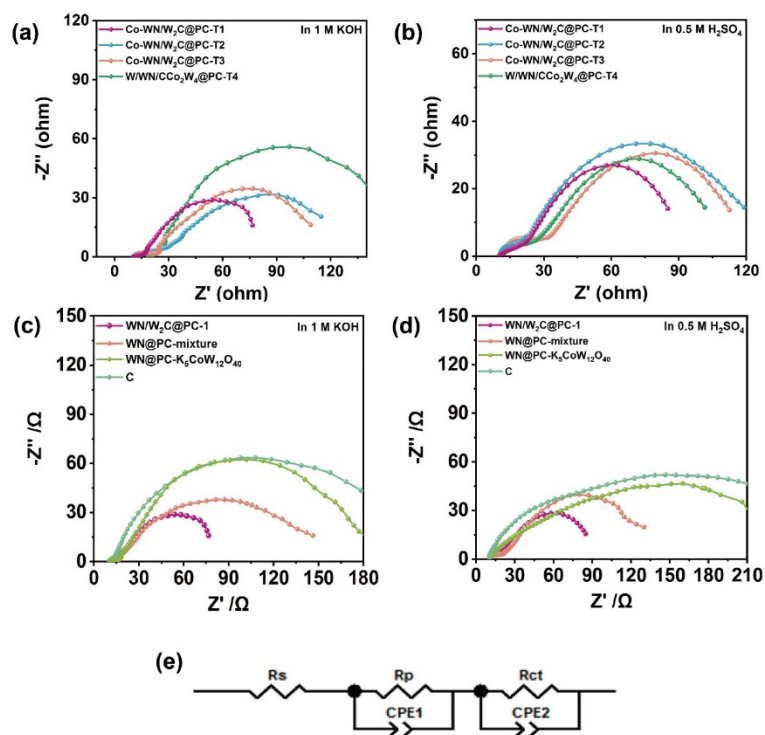 (a)
Co-WN/W₂C@PC-T1
Co-WN/W₂C@PC-T2
Co-WN/W₂C@PC-T3
W/WN/CCo₂W₄@PC-T4
In 1 M KOH
120
90
60
30
0
-Z'' (ohm)
0 30 60 90 120
Z' (ohm)
(b)
Co-WN/W₂C@PC-T1
Co-WN/W₂C@PC-T2
Co-WN/W₂C@PC-T3
W/WN/CCo₂W₄@PC-T4
In 0.5 M H₂SO₄
60
40
20
0
-Z'' (ohm)
0 30 60 90 120
Z' (ohm)
(c)
WN/W₂C@PC-1
WN@PC-mixture
WN@PC-K₅CoW₁₂O₄₀
C
In 1 M KOH
150
120
90
60
30
0
-Z'' /Ω
0 30 60 90 120 150 180
Z' /Ω
(d)
WN/W₂C@PC-1
WN@PC-mixture
WN@PC-K₅CoW₁₂O₄₀
C
In 0.5 M H₂SO₄
150
120
90
60
30
0
-Z'' /Ω
0 30 60 90 120 150 180 210
Z' /Ω
(e)
Rs Rp Rct
CPE1 CPE2